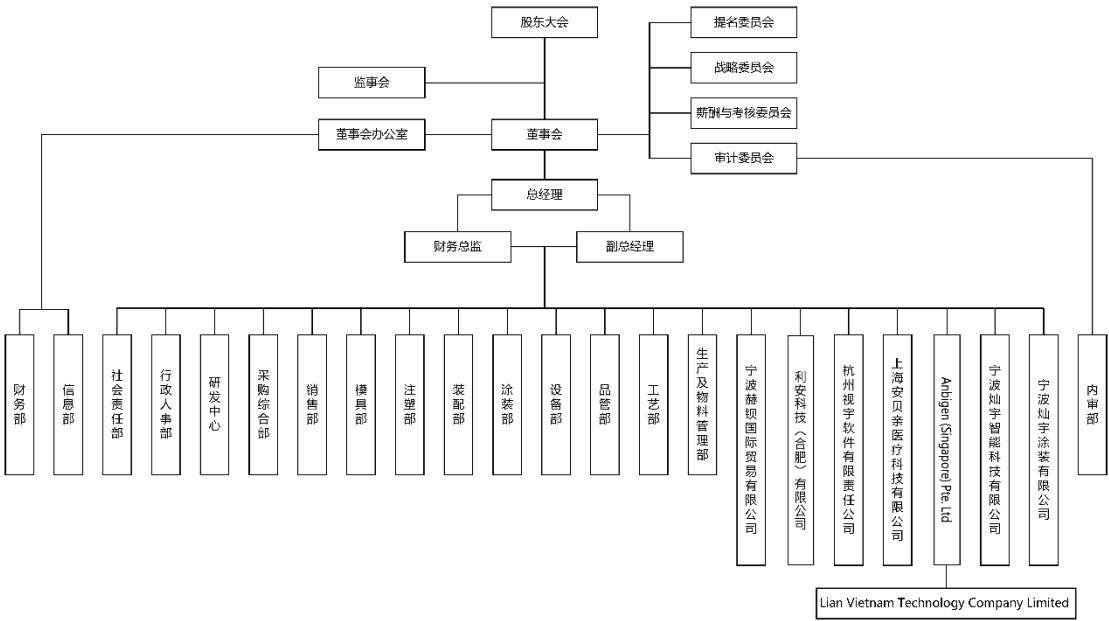 股东大会
提名委员会
监事会
战略委员会
薪酬与考核委员会
董事会办公室
董事会
审计委员会
总经理
财务总监
副总经理
财务部
信息部
社会责任部
行政人事部
研发中心
采购综合部
销售部
模具部
注塑部
装配部
涂装部
设备部
品管部
工艺部
生产及物料管理部
宁波赫钡国际贸易有限公司
利安科技（合肥）有限公司
杭州视宇软件有限责任公司
上海安贝亲医疗科技有限公司
Anbigen (Singapore) Pte. Ltd
宁波灿宇智能科技有限公司
宁波灿宇涂装有限公司
内审部
Lian Vietnam Technology Company Limited